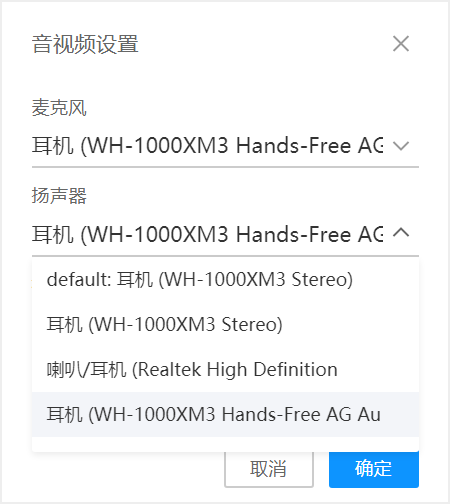 音视频设置
麦克风
耳机 (WH-1000XM3 Hands-Free AG
扬声器
耳机 (WH-1000XM3 Hands-Free AG
default: 耳机 (WH-1000XM3 Stereo)
耳机 (WH-1000XM3 Stereo)
喇叭/耳机 (Realtek High Definition
耳机 (WH-1000XM3 Hands-Free AG Au
取消
确定